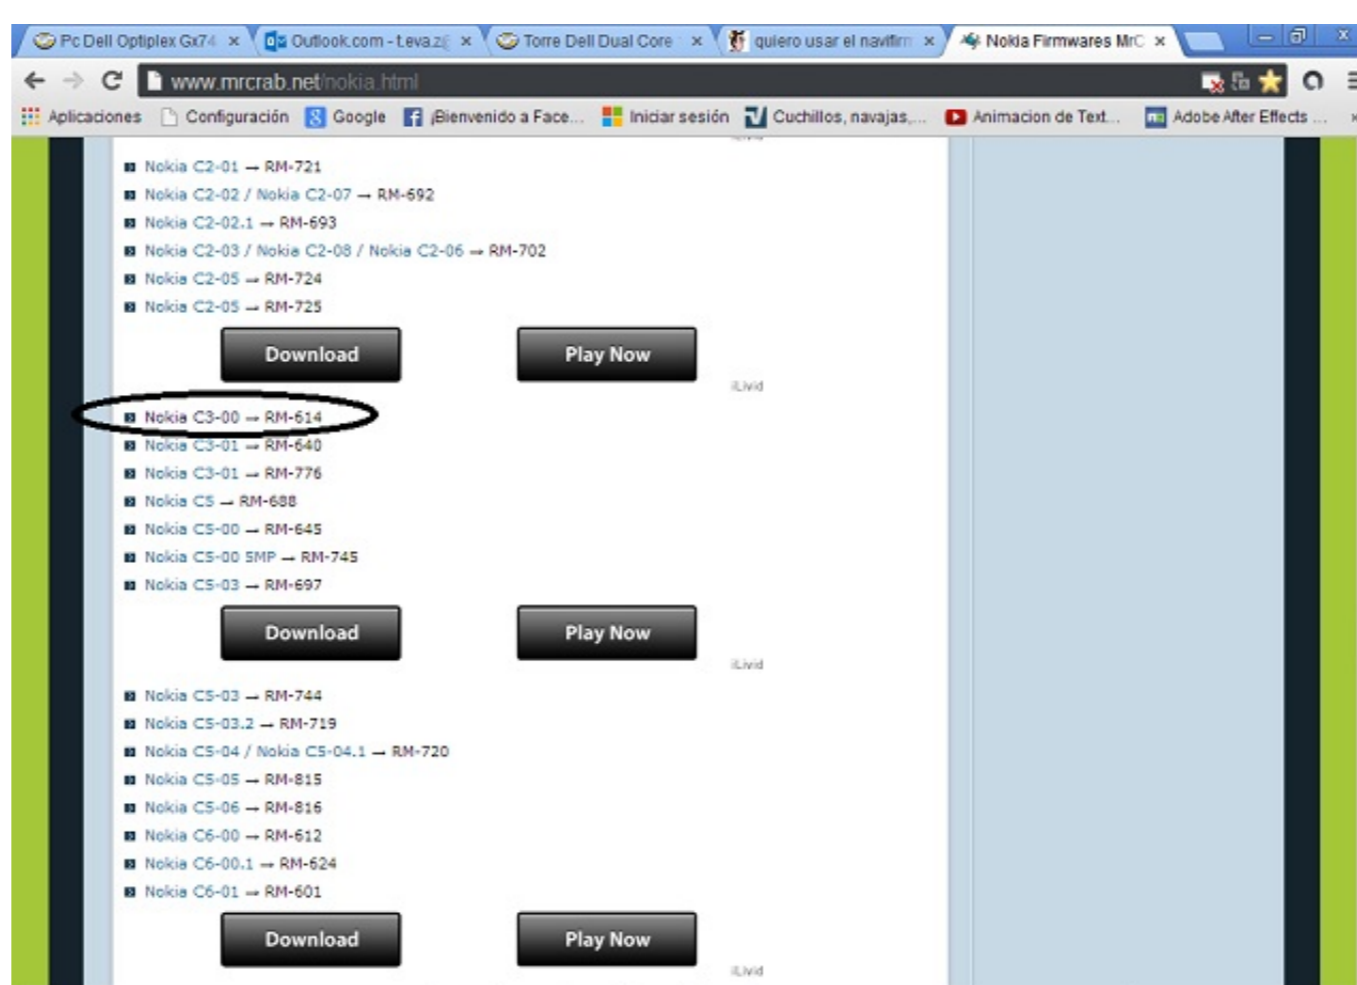 Pc Dell Optiplex Gx74
Outlook.com - t.eva.z
Torre Dell Dual Core
quiero usar el navifirm
Nokia Firmwares MrC
www.mrcrab.net/nokia.html
Aplicaciones Configuración Google ¡Bienvenido a Face... Iniciar sesión Cuchillos, navajas,... Animacion de Text... Adobe After Effects ...
Nokia C2-01 → RM-721
Nokia C2-02 / Nokia C2-07 → RM-692
Nokia C2-02.1 → RM-693
Nokia C2-03 / Nokia C2-08 / Nokia C2-06 → RM-702
Nokia C2-05 → RM-724
Nokia C2-05 → RM-725
Download Play Now
iLivid
Nokia C3-00 → RM-614
Nokia C3-01 → RM-640
Nokia C3-01 → RM-776
Nokia C5 → RM-688
Nokia C5-00 → RM-645
Nokia C5-00 5MP → RM-745
Nokia C5-03 → RM-697
Download Play Now
iLivid
Nokia C5-03 → RM-744
Nokia C5-03.2 → RM-719
Nokia C5-04 / Nokia C5-04.1 → RM-720
Nokia C5-05 → RM-815
Nokia C5-06 → RM-816
Nokia C6-00 → RM-612
Nokia C6-00.1 → RM-624
Nokia C6-01 → RM-601
Download Play Now
iLivid